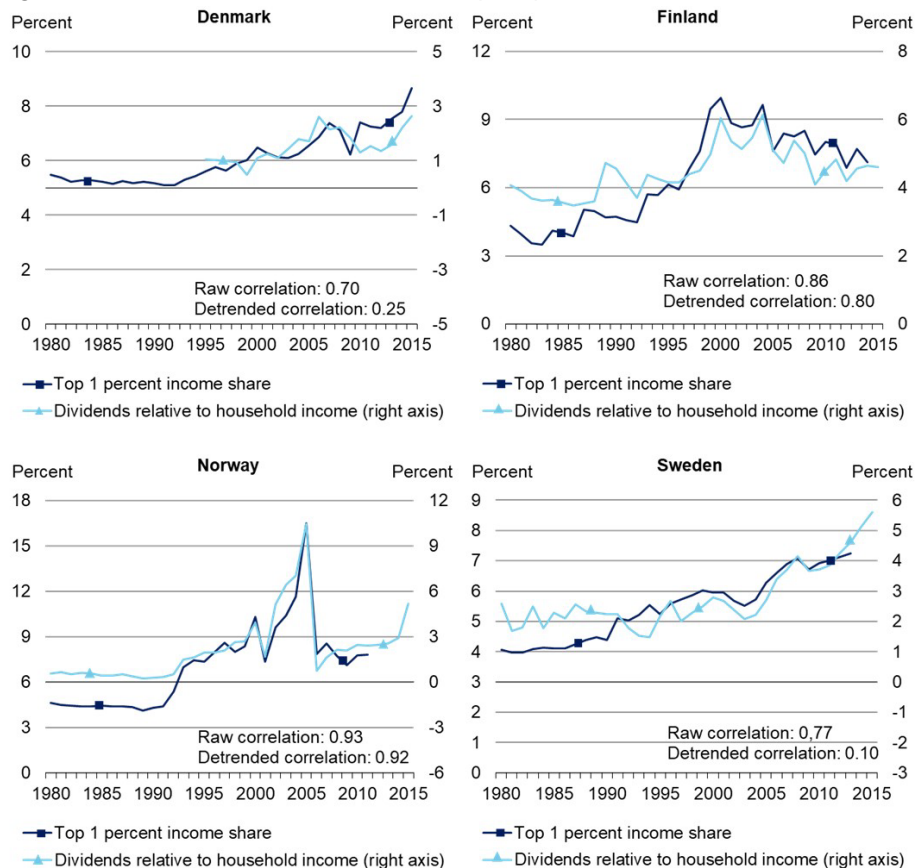 Denmark
Percent
Percent
10
8
6
4
2
0
5
3
1
-1
-3
-5
Raw correlation: 0.70
Detrended correlation: 0.25
1980 1985 1990 1995 2000 2005 2010 2015
Top 1 percent income share
Dividends relative to household income (right axis)
Finland
Percent
Percent
12
9
6
3
0
8
6
4
2
0
Raw correlation: 0.86
Detrended correlation: 0.80
1980 1985 1990 1995 2000 2005 2010 2015
Top 1 percent income share
Dividends relative to household income (right axis)
Norway
Percent
Percent
18
15
12
9
6
3
0
12
9
6
3
0
-3
-6
Raw correlation: 0.93
Detrended correlation: 0.92
1980 1985 1990 1995 2000 2005 2010 2015
Top 1 percent income share
Dividends relative to household income (right axis)
Sweden
Percent
Percent
9
8
7
6
5
4
3
2
1
0
6
5
4
3
2
1
0
-1
-2
-3
Raw correlation: 0,77
Detrended correlation: 0.10
1980 1985 1990 1995 2000 2005 2010 2015
Top 1 percent income share
Dividends relative to household income (right axis)